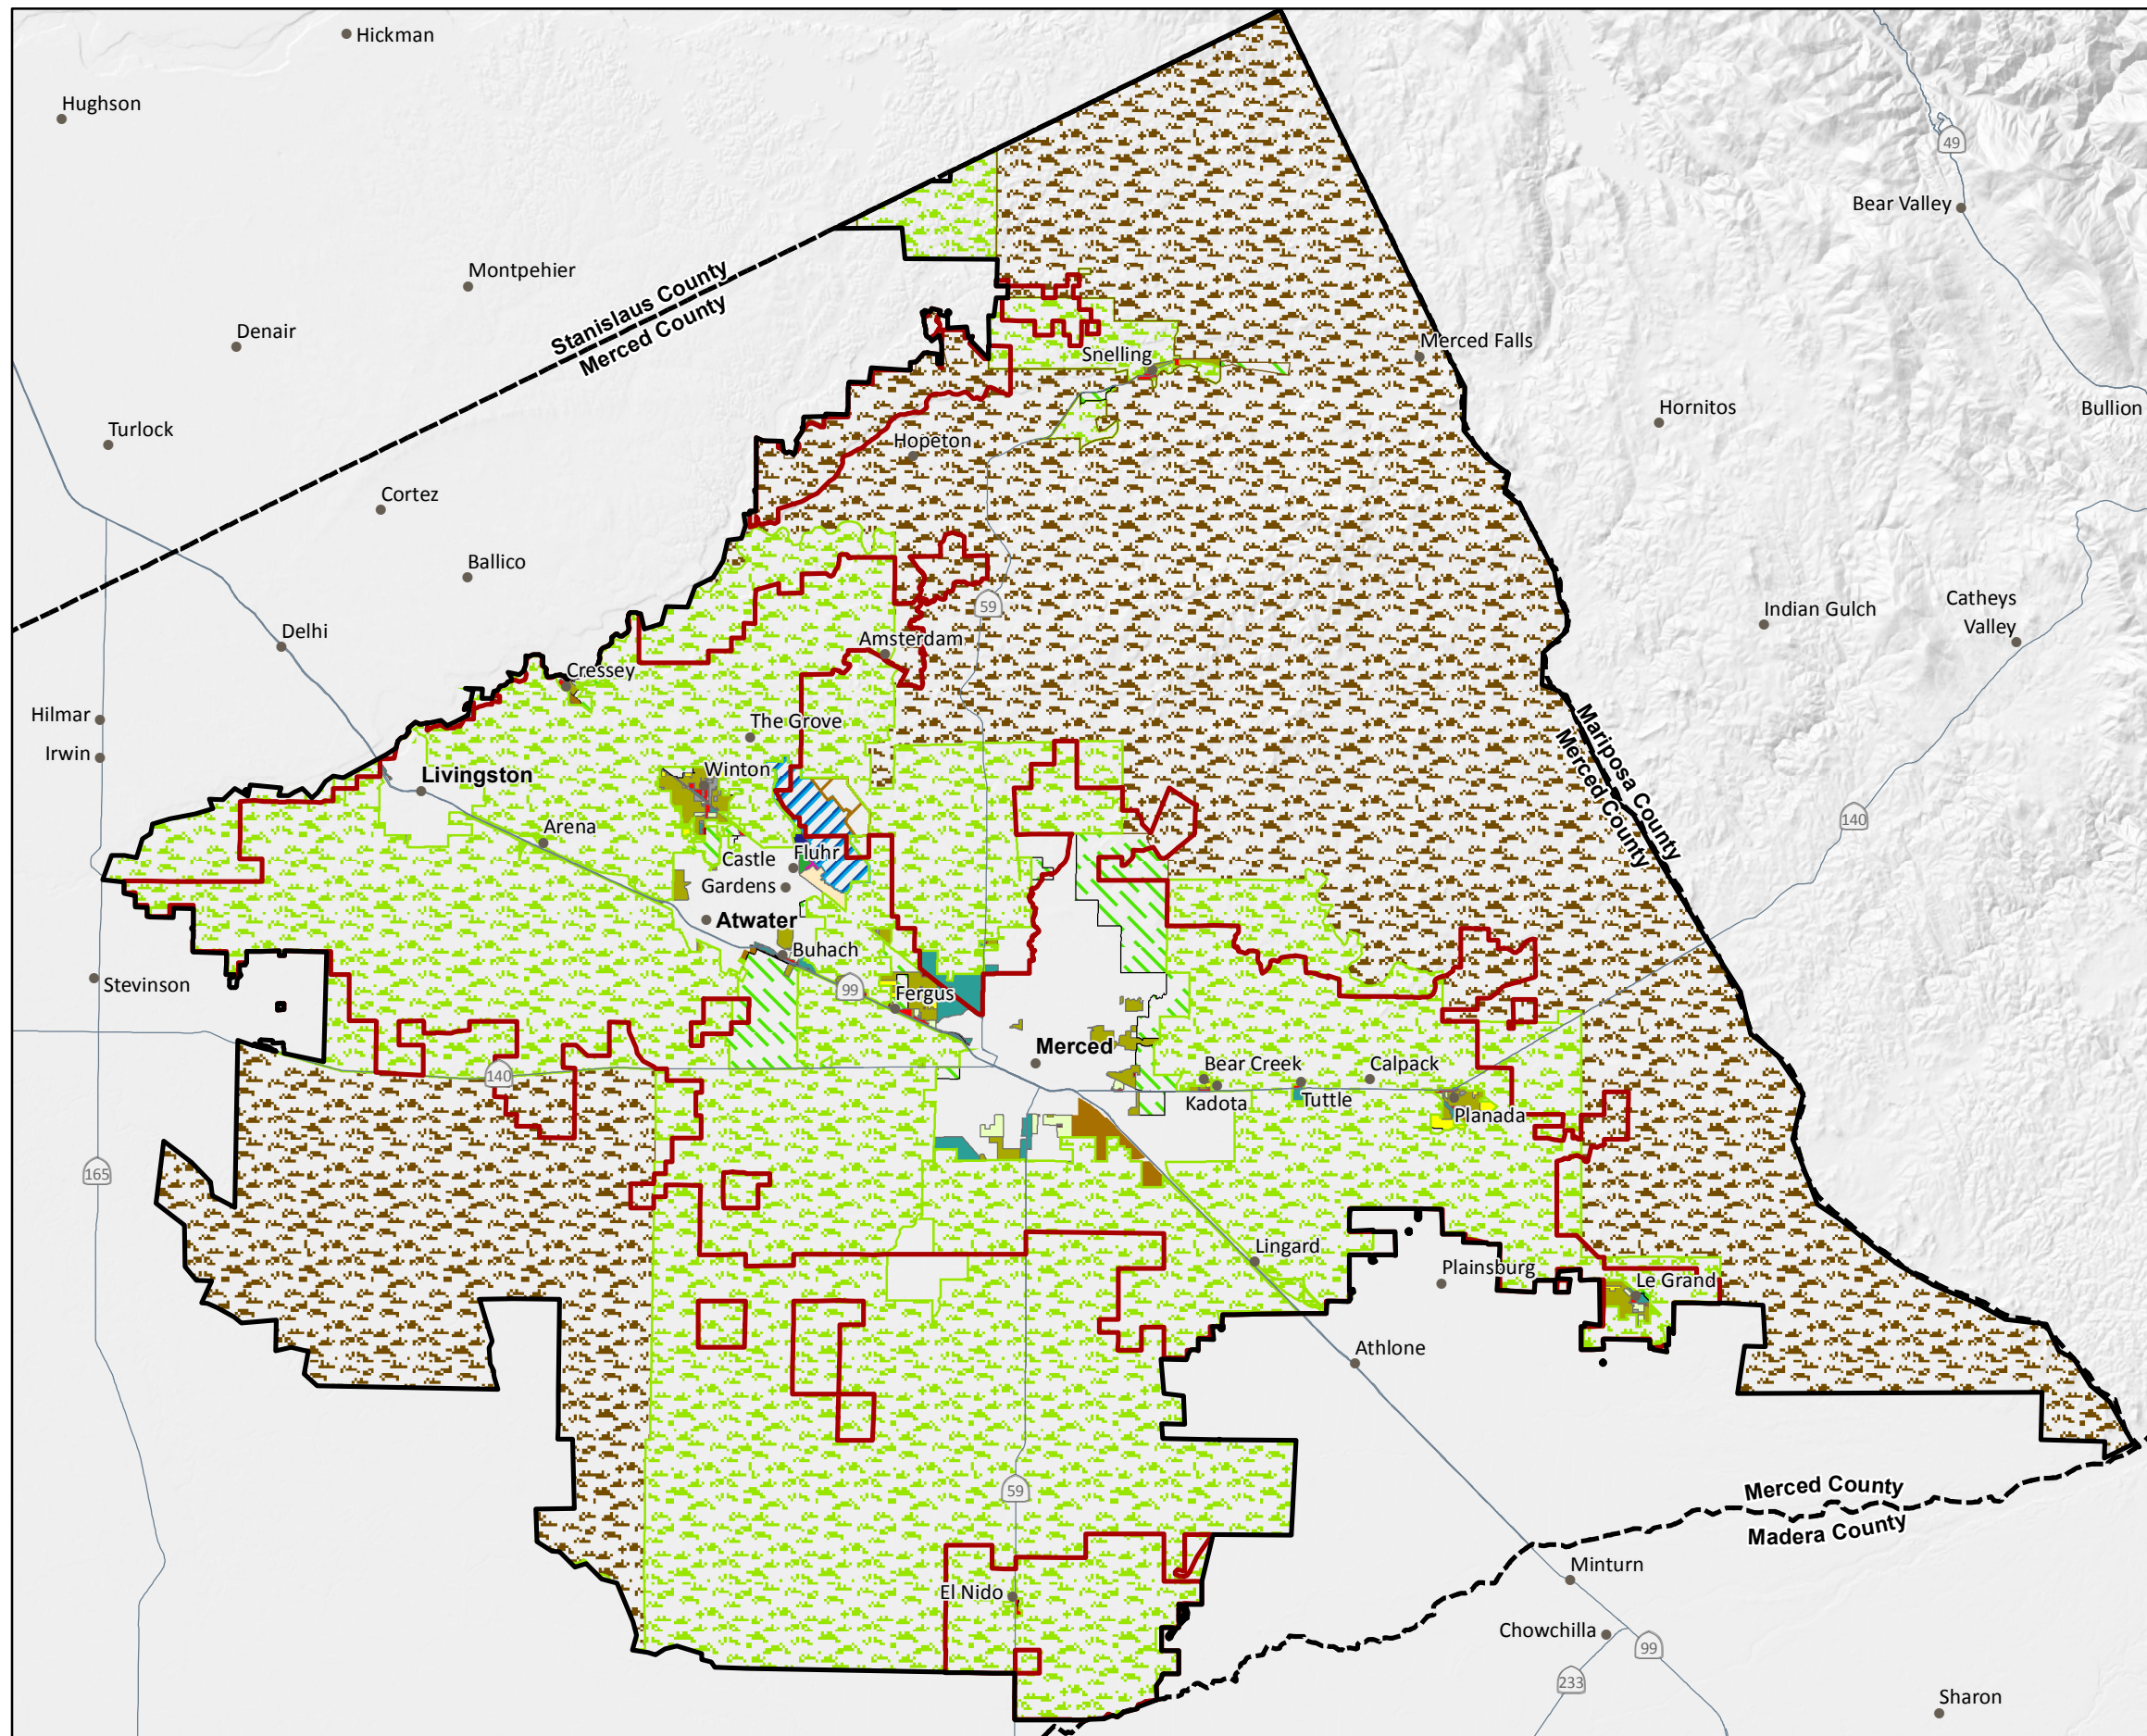 Hickman
Hughson
49
Bear Valley
Montpehier
Stanislaus County
Merced County
Denair
Merced Falls
Snelling
Hornitos
Bullion
Turlock
Hopeton
Cortez
Ballico
59
Indian Gulch
Catheys
Valley
Delhi
Amsterdam
Cressey
Hilmar
The Grove
Irwin
Mariposa County
Merced County
Livingston
Winton
140
Arena
Castle
Gardens
Fluhr
Atwater
Buhach
Stevinson
99
Fergus
Merced
140
Bear Creek
Calpack
Kadota
Tuttle
Planada
165
Lingard
Plainsburg
Le Grand
Athlone
59
Merced County
Madera County
El Nido
Minturn
Chowchilla
99
233
Sharon